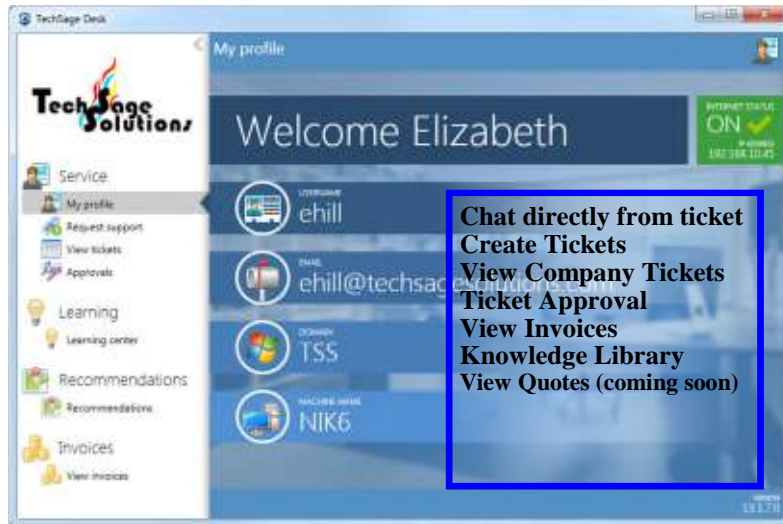 TechSage Desk
My profile
TechSage
Solutions
Welcome Elizabeth
INTERNET STATUS
ON
IP ADDRESS
192.168.10.45
Service
My profile
Request support
View tickets
Approvals
Learning
Learning center
Recommendations
Recommendations
Invoices
View invoices
USERNAME
ehill
EMAIL
ehill@techsagesolutions.com
DOMAIN
TSS
MACHINE NAME
NIK6
Chat directly from ticket
Create Tickets
View Company Tickets
Ticket Approval
View Invoices
Knowledge Library
View Quotes (coming soon)
VERSION